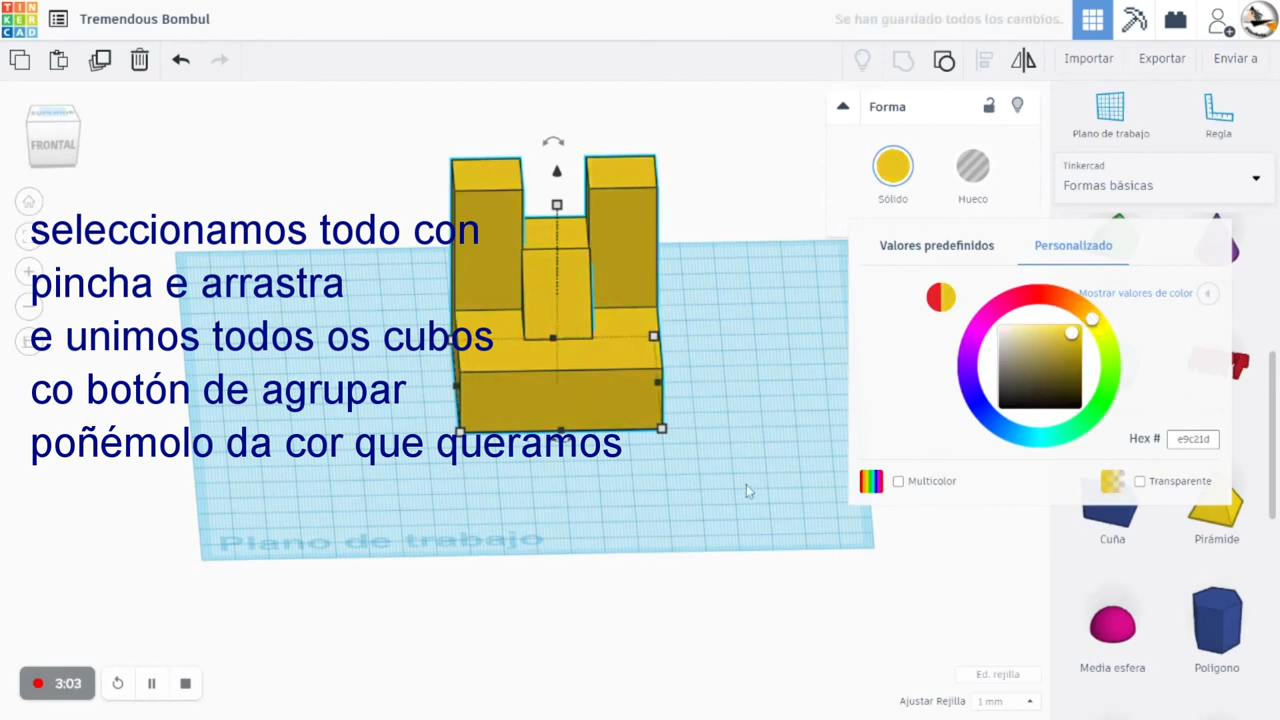 TIN
KER
CAD
Tremendous Bombul
Se han guardado todos los cambios.
Importar
Exportar
Enviar a
SUPERIOR
FRONTAL
Forma
Sólido
Hueco
Plano de trabajo
Regla
Tinkercad
Formas básicas
Valores predefinidos
Personalizado
Mostrar valores de color
Hex #
e9c21d
Multicolor
Transparente
seleccionamos todo con
pincha e arrastra
e unimos todos os cubos
co botón de agrupar
poñémolo da cor que queramos
Plano de trabajo
Cuña
Pirámide
Media esfera
Polígono
3:03
Ed. rejilla
Ajustar Rejilla
1 mm